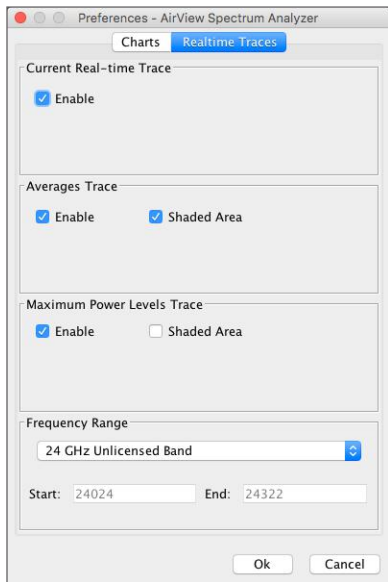 Preferences - AirView Spectrum Analyzer
Charts Realtime Traces
Current Real-time Trace
Enable
Averages Trace
Enable Shaded Area
Maximum Power Levels Trace
Enable Shaded Area
Frequency Range
24 GHz Unlicensed Band
Start: 24024 End: 24322
Ok Cancel